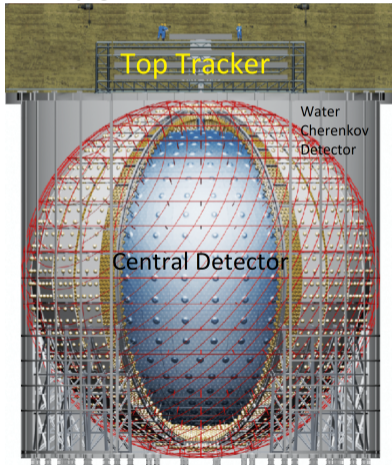 Top Tracker
Water
Cherenkov
Detector
Central Detector